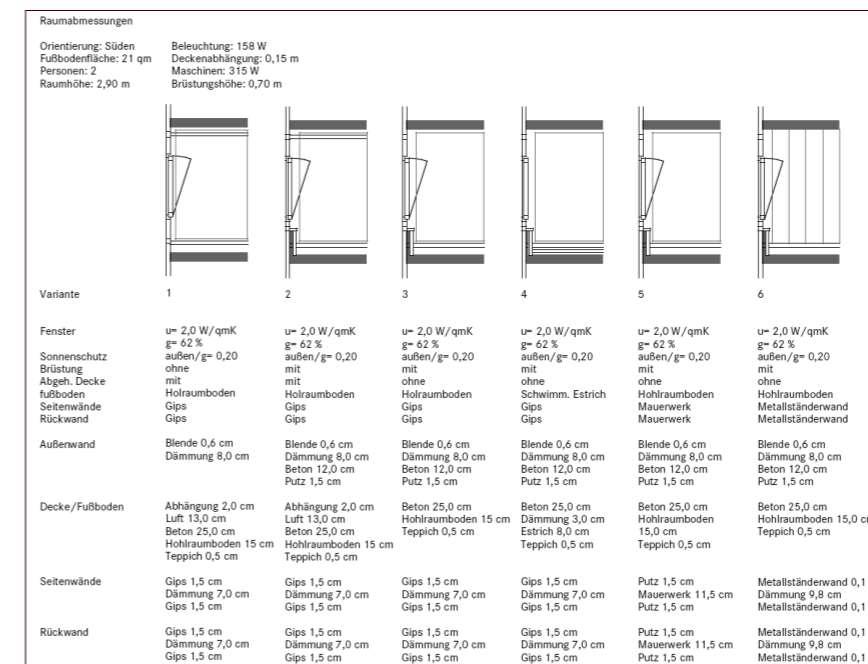 Raumabmessungen
Orientierung: Süden Beleuchtung: 158 W
Fußbodenfläche: 21 qm Deckenabhängung: 0,15 m
Personen: 2 Maschinen: 315 W
Raumhöhe: 2,90 m Brüstungshöhe: 0,70 m
Variante 1 2 3 4 5 6
Fenster u= 2,0 W/qmK u= 2,0 W/qmK u= 2,0 W/qmK u= 2,0 W/qmK u= 2,0 W/qmK u= 2,0 W/qmK
g= 62 % g= 62 % g= 62 % g= 62 % g= 62 % g= 62 %
Sonnenschutz außen/g= 0,20 außen/g= 0,20 außen/g= 0,20 außen/g= 0,20 außen/g= 0,20 außen/g= 0,20
Brüstung ohne mit mit mit mit mit
Abgeh. Decke mit mit ohne mit ohne ohne
fußboden Holraumboden Holraumboden Holraumboden Schwimm. Estrich Hohlraumboden Hohlraumboden
Seitenwände Gips Gips Gips Gips Mauerwerk Metallständerwand
Rückwand Gips Gips Gips Gips Mauerwerk Metallständerwand
Außenwand Blende 0,6 cm Blende 0,6 cm Blende 0,6 cm Blende 0,6 cm Blende 0,6 cm Blende 0,6 cm
Dämmung 8,0 cm Dämmung 8,0 cm Dämmung 8,0 cm Dämmung 8,0 cm Dämmung 8,0 cm Dämmung 8,0 cm
Beton 12,0 cm Beton 12,0 cm Beton 12,0 cm Beton 12,0 cm Beton 12,0 cm
Putz 1,5 cm Putz 1,5 cm Putz 1,5 cm Putz 1,5 cm Putz 1,5 cm
Decke/Fußboden Abhängung 2,0 cm Abhängung 2,0 cm Beton 25,0 cm Beton 25,0 cm Beton 25,0 cm Beton 25,0 cm
Luft 13,0 cm Luft 13,0 cm Hohlraumboden 15 cm Dämmung 3,0 cm Hohlraumboden Hohlraumboden 15,0 c
Beton 25,0 cm Beton 25,0 cm Teppich 0,5 cm Estrich 8,0 cm 15,0 cm Teppich 0,5 cm
Hohlraumboden 15 cm Hohlraumboden 15 cm Teppich 0,5 cm Teppich 0,5 cm
Teppich 0,5 cm Teppich 0,5 cm
Seitenwände Gips 1,5 cm Gips 1,5 cm Gips 1,5 cm Gips 1,5 cm Putz 1,5 cm Metallständerwand 0,1
Dämmung 7,0 cm Dämmung 7,0 cm Dämmung 7,0 cm Dämmung 7,0 cm Mauerwerk 11,5 cm Dämmung 9,8 cm
Gips 1,5 cm Gips 1,5 cm Gips 1,5 cm Gips 1,5 cm Putz 1,5 cm Metallständerwand 0,1
Rückwand Gips 1,5 cm Gips 1,5 cm Gips 1,5 cm Gips 1,5 cm Putz 1,5 cm Metallständerwand 0,1
Dämmung 7,0 cm Dämmung 7,0 cm Dämmung 7,0 cm Dämmung 7,0 cm Mauerwerk 11,5 cm Dämmung 9,8 cm
Gips 1,5 cm Gips 1,5 cm Gips 1,5 cm Gips 1,5 cm Putz 1,5 cm Metallständerwand 0,1